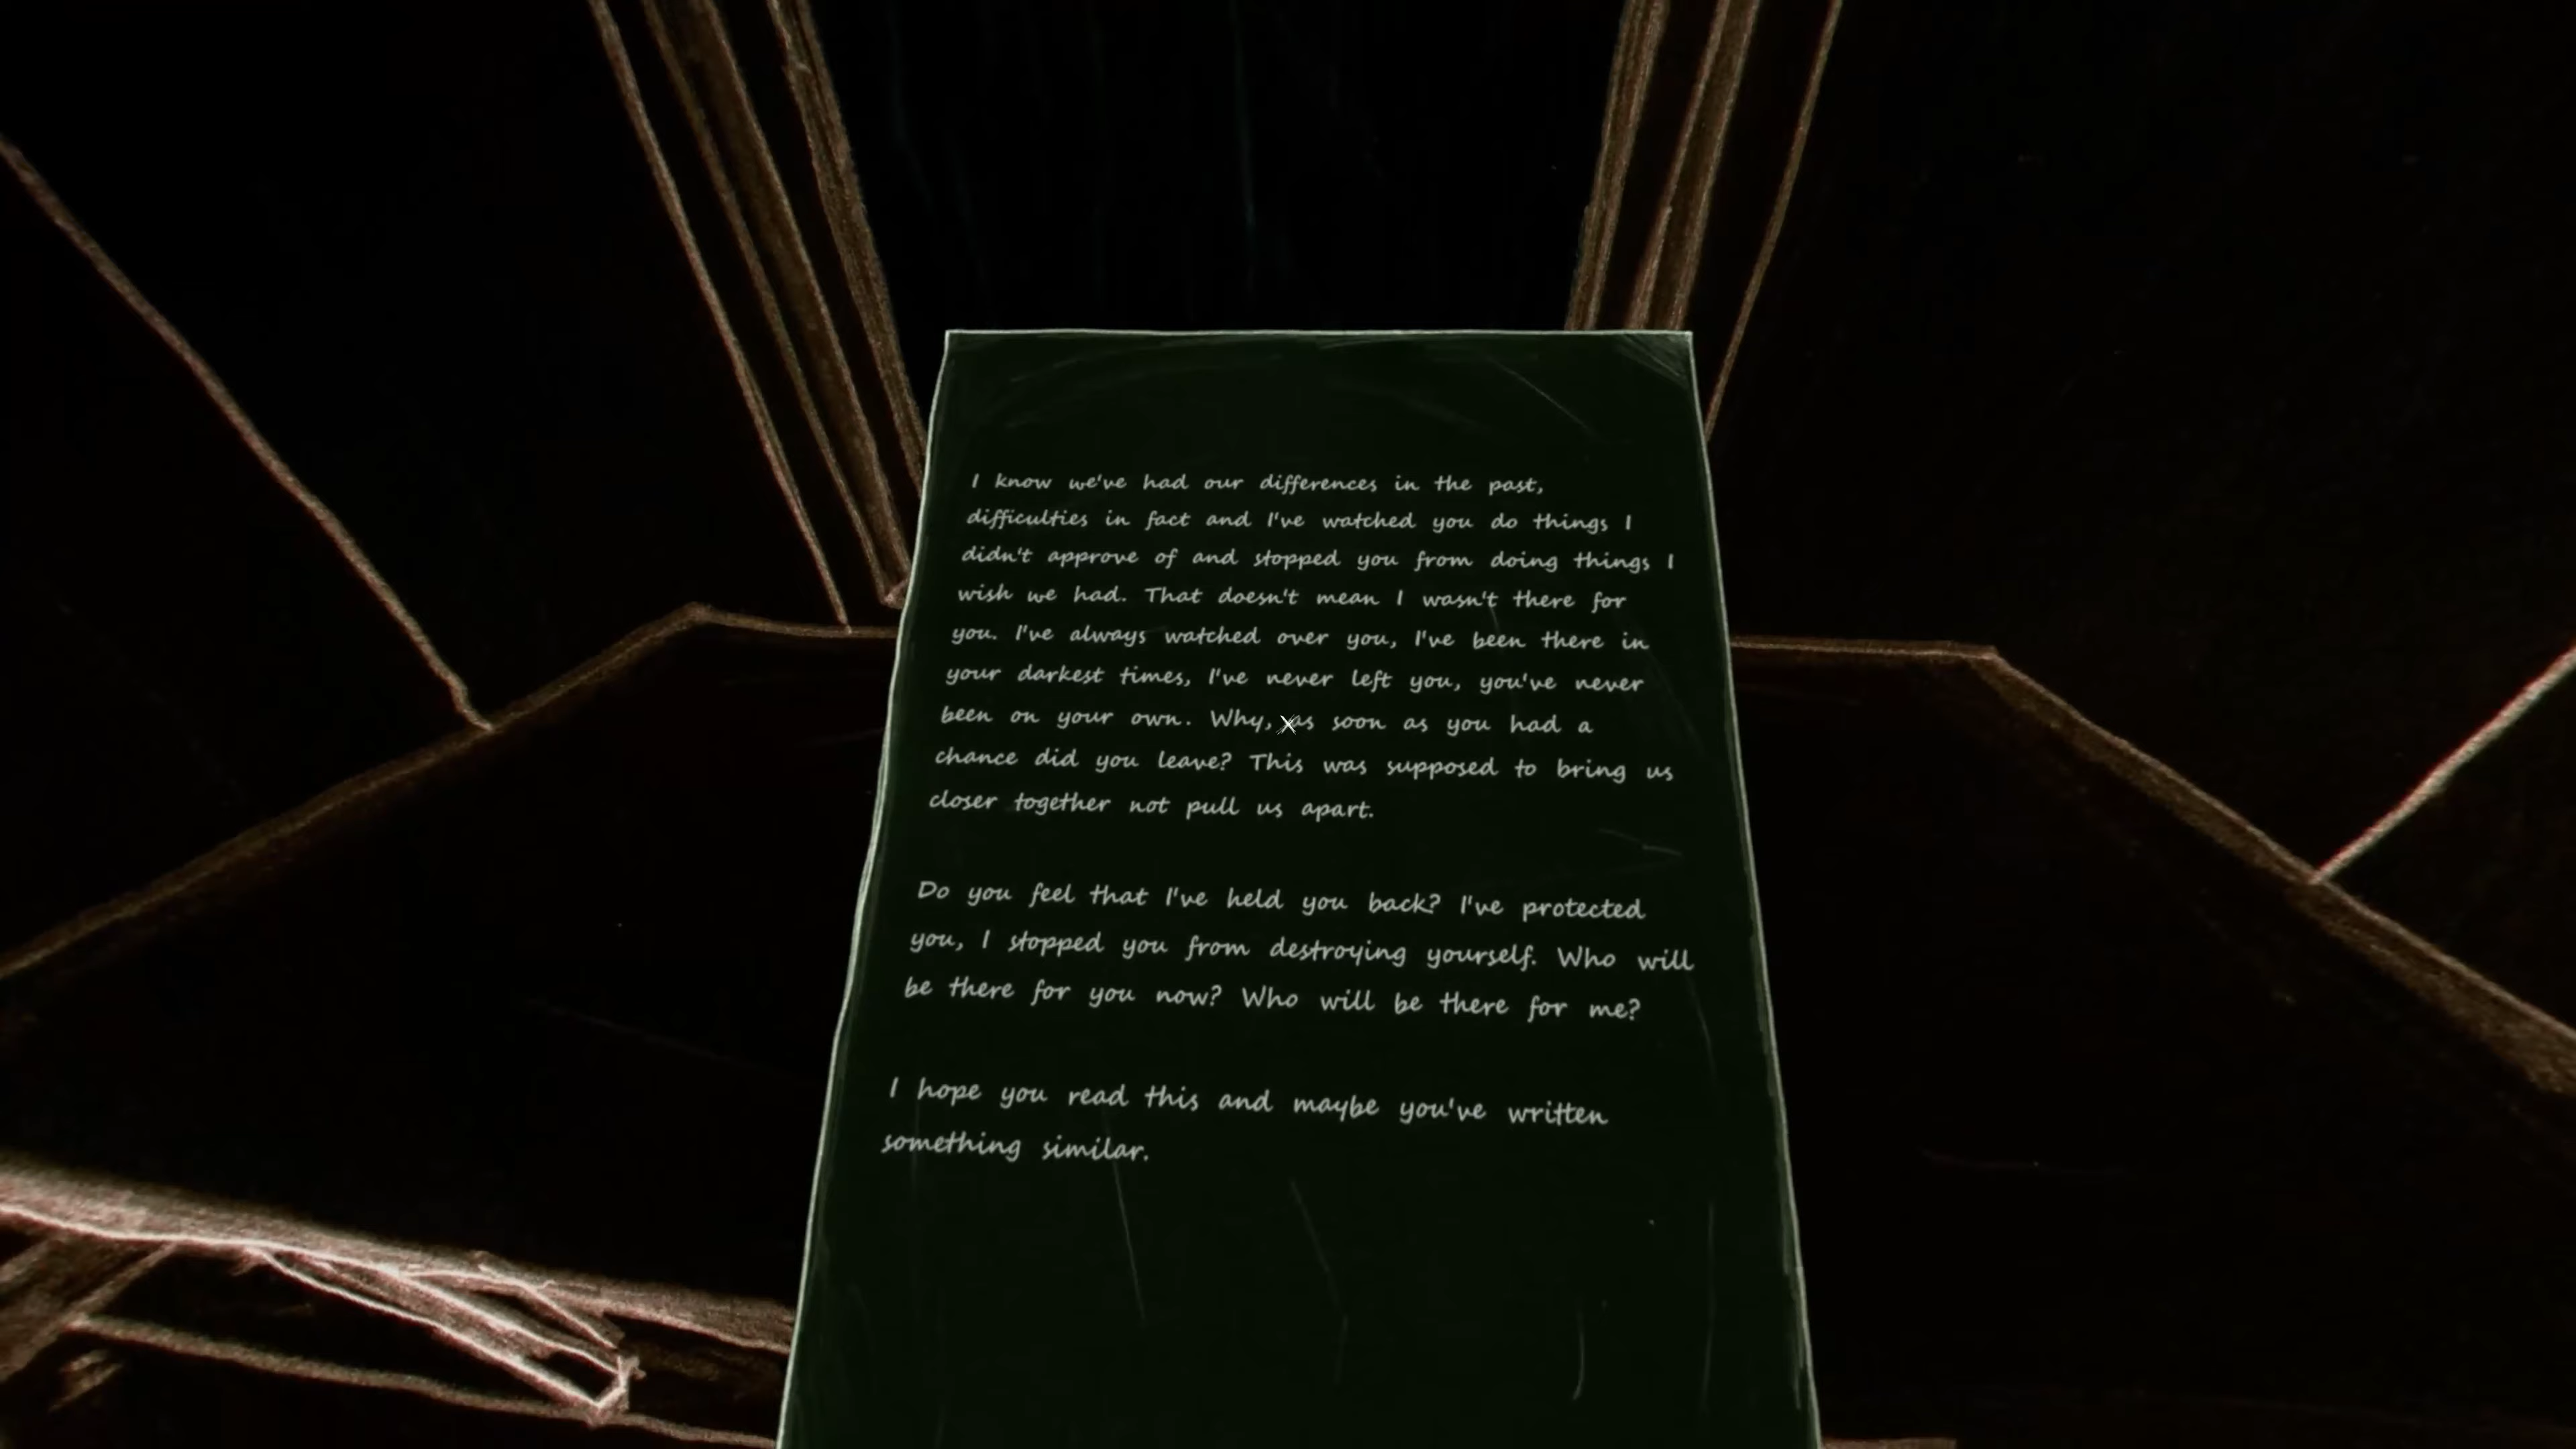 I know we've had our differences in the past,
difficulties in fact and I've watched you do things I
didn't approve of and stopped you from doing things I
wish we had. That doesn't mean I wasn't there for
you. I've always watched over you, I've been there in
your darkest times, I've never left you, you've never
been on your own. Why, as soon as you had a
chance did you leave? This was supposed to bring us
closer together not pull us apart.
Do you feel that I've held you back? I've protected
you, I stopped you from destroying yourself. Who will
be there for you now? Who will be there for me?
I hope you read this and maybe you've written
something similar.